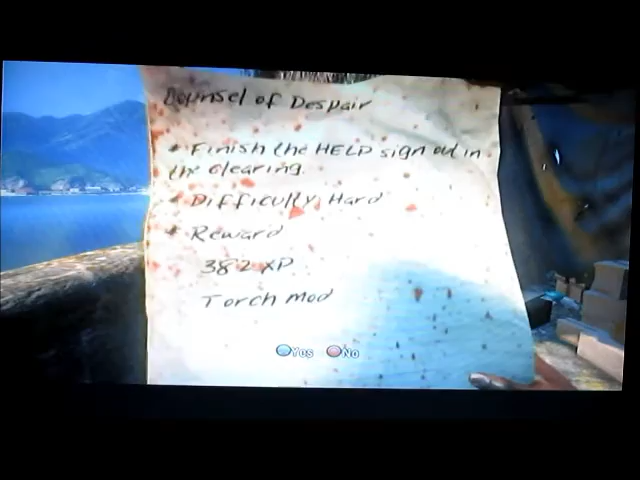 Counsel of Despair
* Finish the HELP sign out in
the clearing.
* Difficulty Hard
* Reward
382 XP
Torch mod
Yes No